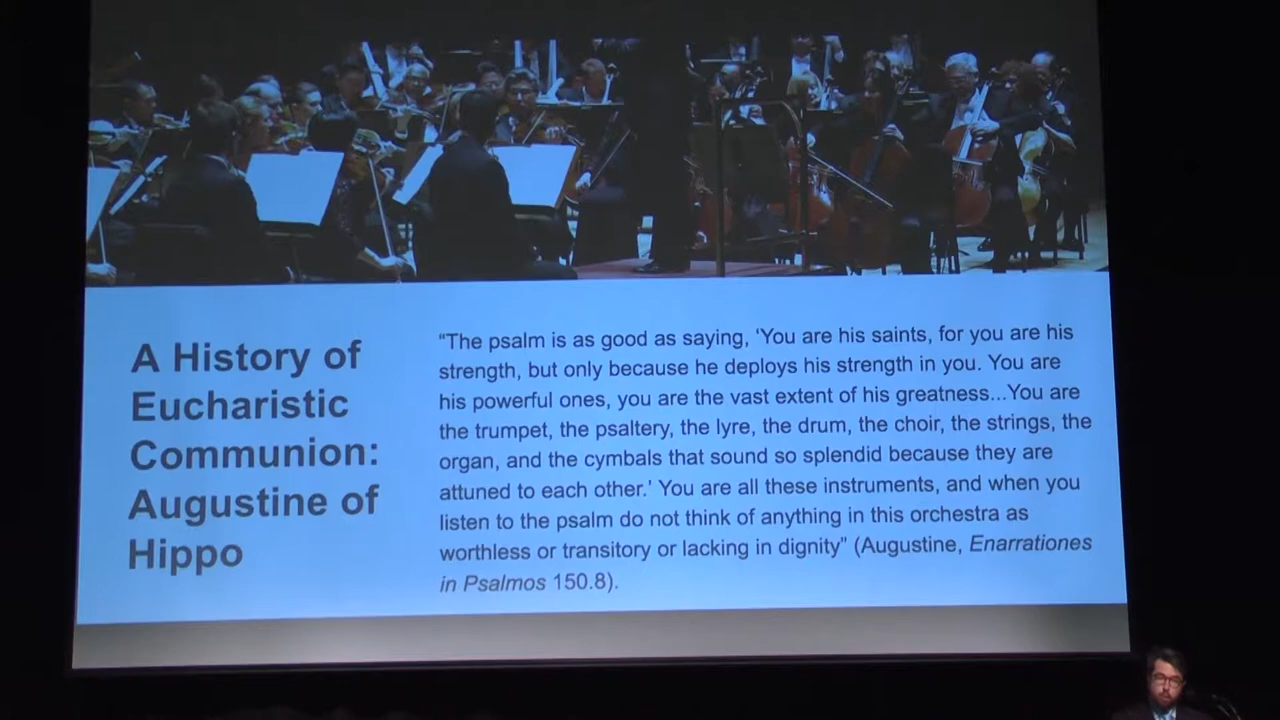 A History of
Eucharistic
Communion:
Augustine of
Hippo
“The psalm is as good as saying, ‘You are his saints, for you are his
strength, but only because he deploys his strength in you. You are
his powerful ones, you are the vast extent of his greatness...You are
the trumpet, the psaltery, the lyre, the drum, the choir, the strings, the
organ, and the cymbals that sound so splendid because they are
attuned to each other.’ You are all these instruments, and when you
listen to the psalm do not think of anything in this orchestra as
worthless or transitory or lacking in dignity” (Augustine, Enarrationes
in Psalmos 150.8).